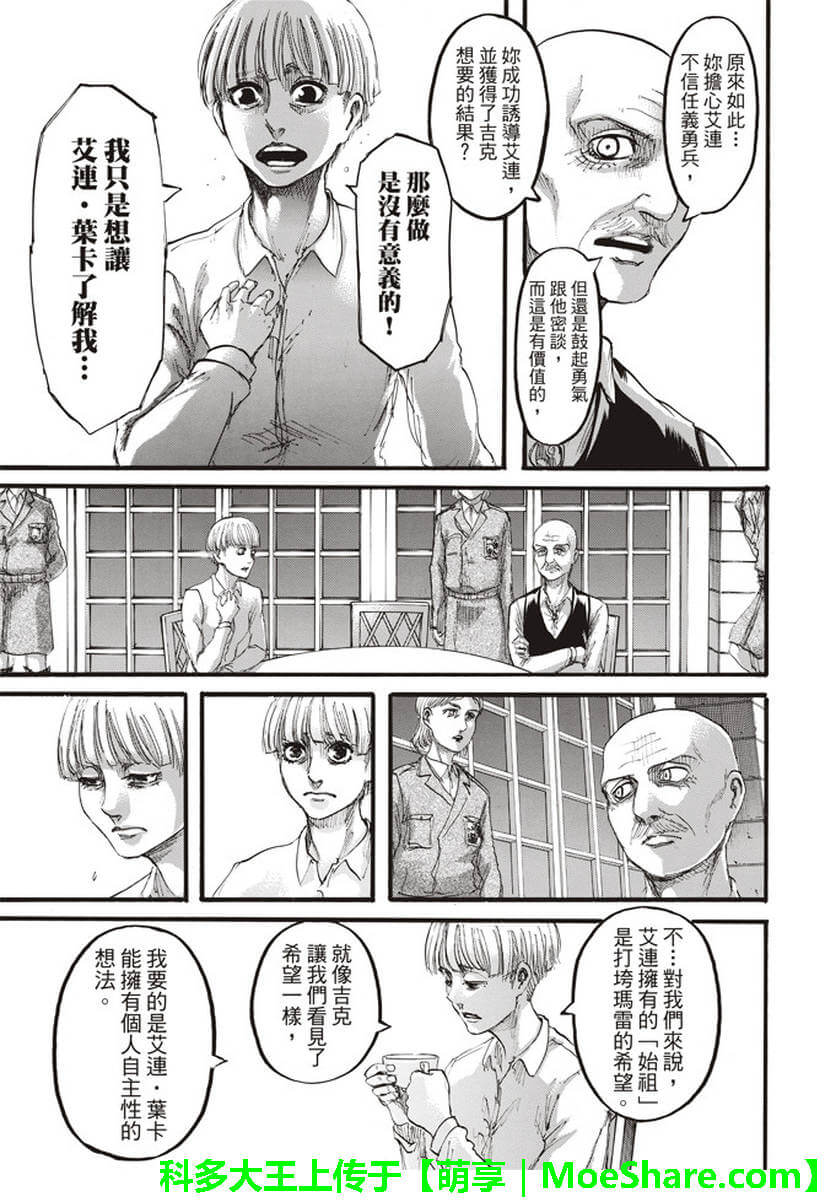 原來如此…
妳擔心艾連
不信任義勇兵，
但還是鼓起勇氣
跟他密談，
而這是有價值的，
妳成功誘導艾連，
並獲得了吉克
想要的結果？
那麼做
是沒有意義的！
我只是想讓
艾連・葉卡了解我…
不…對我們來說，
艾連擁有的「始祖」
是打垮瑪雷的希望。
就像吉克
讓我們看見了
希望一樣，
我要的是艾連・葉卡
能擁有個人自主性的
想法。
科多大王上传于【萌享 | MoeShare.com】